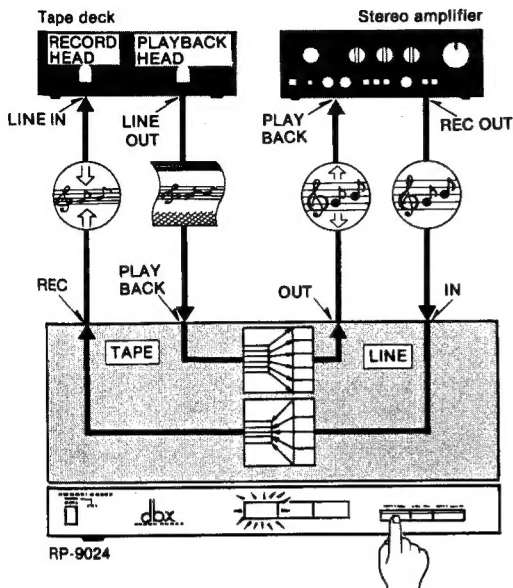 Tape deck
Stereo amplifier
RECORD
HEAD
PLAYBACK
HEAD
LINE IN
LINE
OUT
PLAY
BACK
REC OUT
REC
PLAY
BACK
OUT
IN
TAPE
LINE
dbx
RP-9024